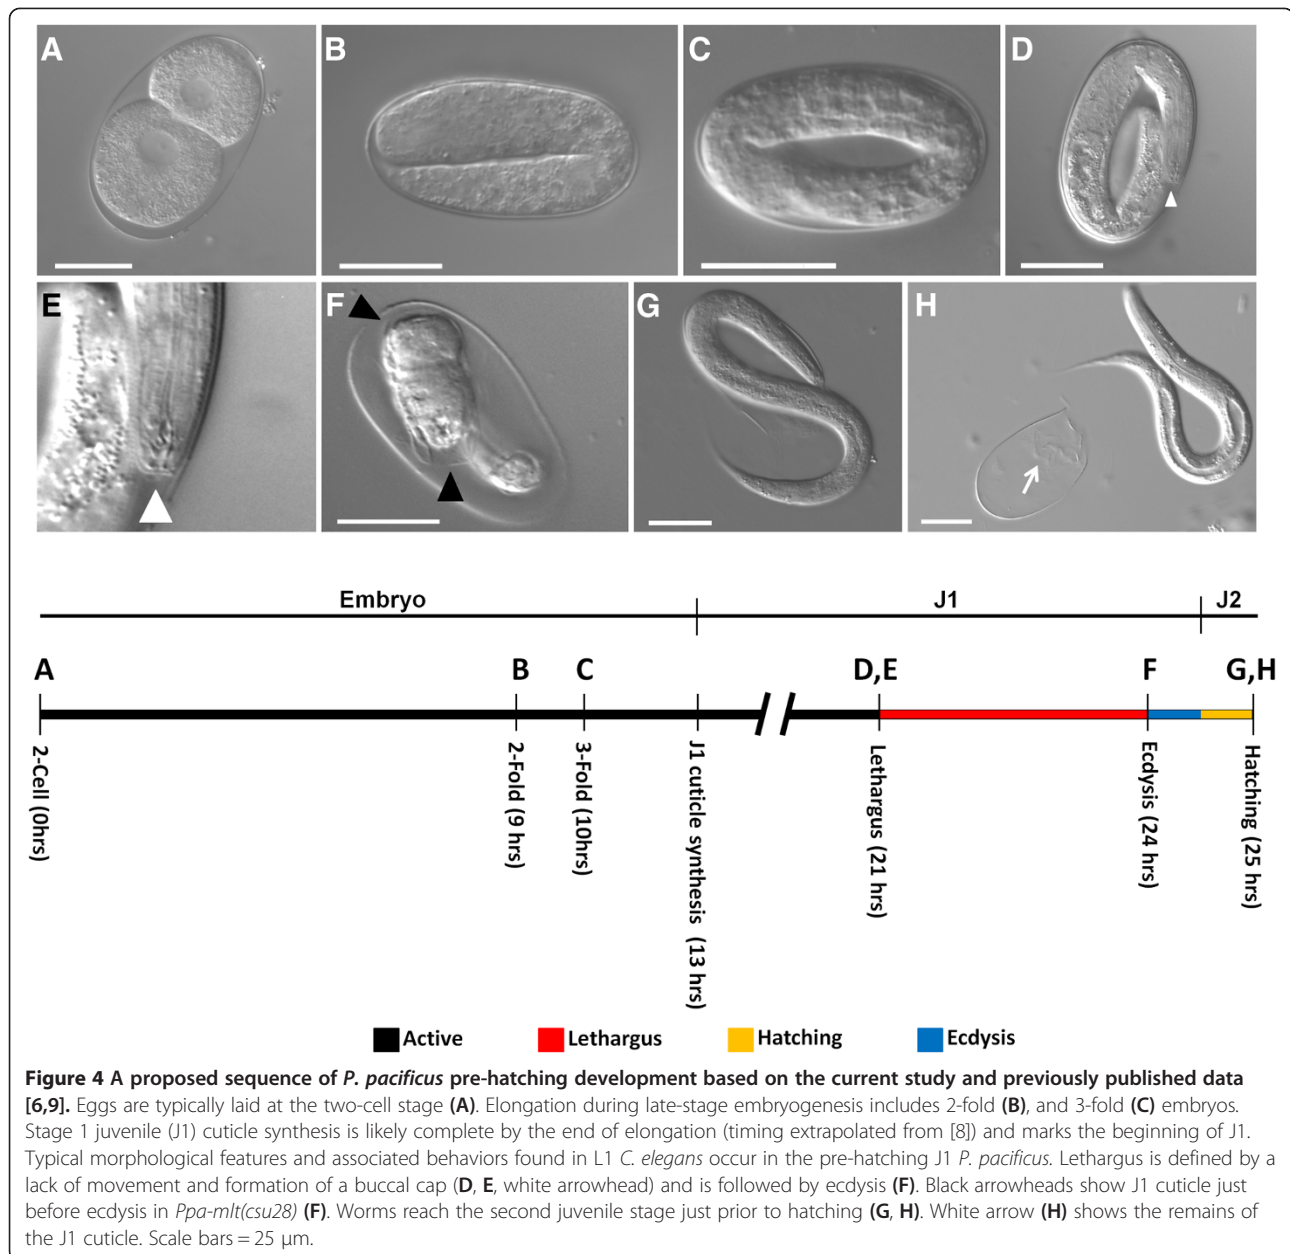 A B C D
E F G H
Embryo J1 J2
A B C D,E F G,H
2-Cell (0hrs)
2-Fold (9 hrs)
3-Fold (10hrs)
J1 cuticle synthesis (13 hrs)
Lethargus (21 hrs)
Ecdysis (24 hrs)
Hatching (25 hrs)
Active Lethargus Hatching Ecdysis
Figure 4 A proposed sequence of P. pacificus pre-hatching development based on the current study and previously published data
[6,9]. Eggs are typically laid at the two-cell stage (A). Elongation during late-stage embryogenesis includes 2-fold (B), and 3-fold (C) embryos.
Stage 1 juvenile (J1) cuticle synthesis is likely complete by the end of elongation (timing extrapolated from [8]) and marks the beginning of J1.
Typical morphological features and associated behaviors found in L1 C. elegans occur in the pre-hatching J1 P. pacificus. Lethargus is defined by a
lack of movement and formation of a buccal cap (D, E, white arrowhead) and is followed by ecdysis (F). Black arrowheads show J1 cuticle just
before ecdysis in Ppa-mlt(csu28) (F). Worms reach the second juvenile stage just prior to hatching (G, H). White arrow (H) shows the remains of
the J1 cuticle. Scale bars = 25 μm.